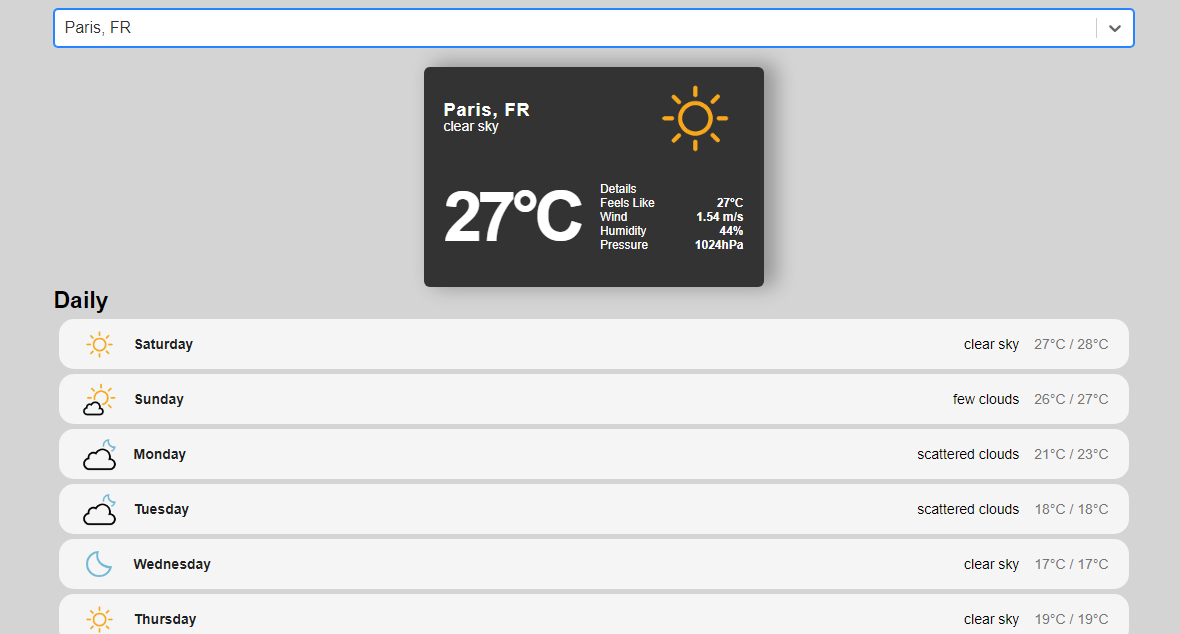 Paris, FR
Paris, FR
clear sky
27°C
Details
Feels Like 27°C
Wind 1.54 m/s
Humidity 44%
Pressure 1024hPa
Daily
Saturday clear sky 27°C / 28°C
Sunday few clouds 26°C / 27°C
Monday scattered clouds 21°C / 23°C
Tuesday scattered clouds 18°C / 18°C
Wednesday clear sky 17°C / 17°C
Thursday clear sky 19°C / 19°C